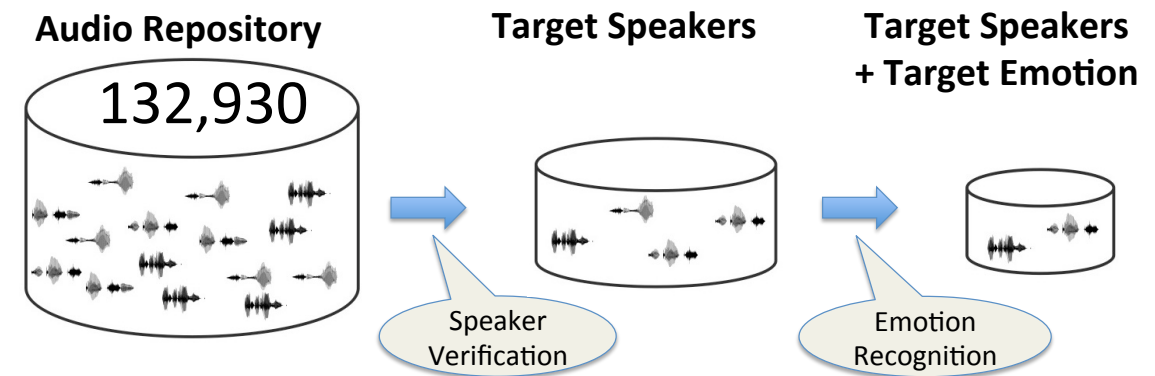 Audio Repository
132,930
Target Speakers
Target Speakers
+ Target Emotion
Speaker
Verification
Emotion
Recognition